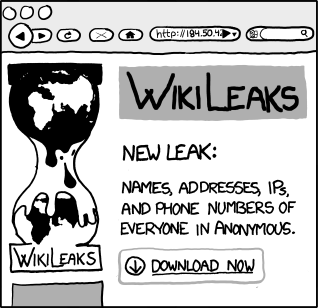 http://184.50.42
WIKILEAKS
NEW LEAK:
NAMES, ADDRESSES, IPs,
AND PHONE NUMBERS OF
EVERYONE IN ANONYMOUS.
DOWNLOAD NOW
WIKILEAKS